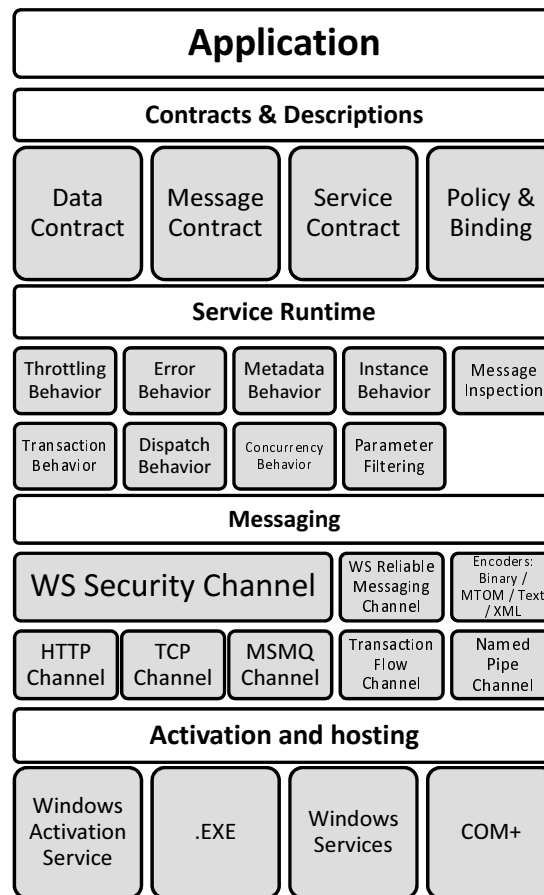 Application
Contracts & Descriptions
Data
Contract
Message
Contract
Service
Contract
Policy &
Binding
Service Runtime
Throttling
Behavior
Error
Behavior
Metadata
Behavior
Instance
Behavior
Message
Inspection
Transaction
Behavior
Dispatch
Behavior
Concurrency
Behavior
Parameter
Filtering
Messaging
WS Security Channel
WS Reliable
Messaging
Channel
Encoders:
Binary /
MTOM / Text
/ XML
HTTP
Channel
TCP
Channel
MSMQ
Channel
Transaction
Flow
Channel
Named
Pipe
Channel
Activation and hosting
Windows
Activation
Service
.EXE
Windows
Services
COM+